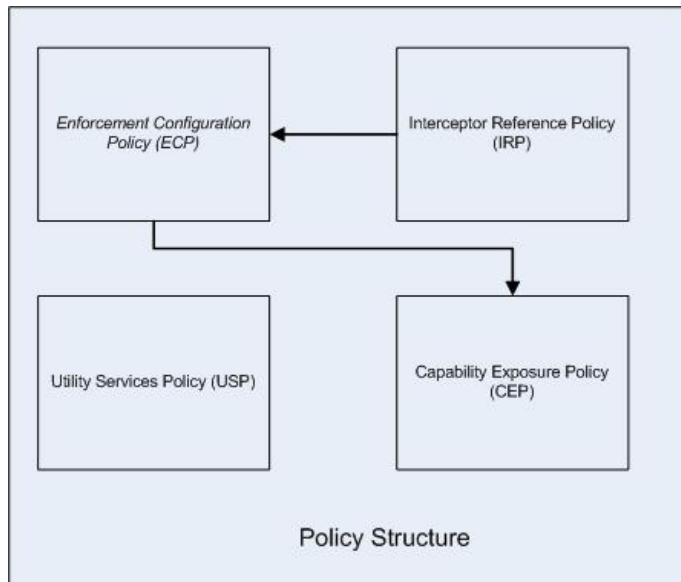 Enforcement Configuration
Policy (ECP)
Interceptor Reference Policy
(IRP)
Utility Services Policy (USP)
Capability Exposure Policy
(CEP)
Policy Structure